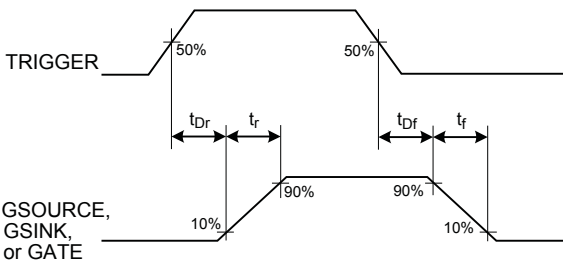 TRIGGER
50%
50%
tDr
tr
tDf
tf
90%
90%
10%
10%
GSOURCE,
GSINK,
or GATE